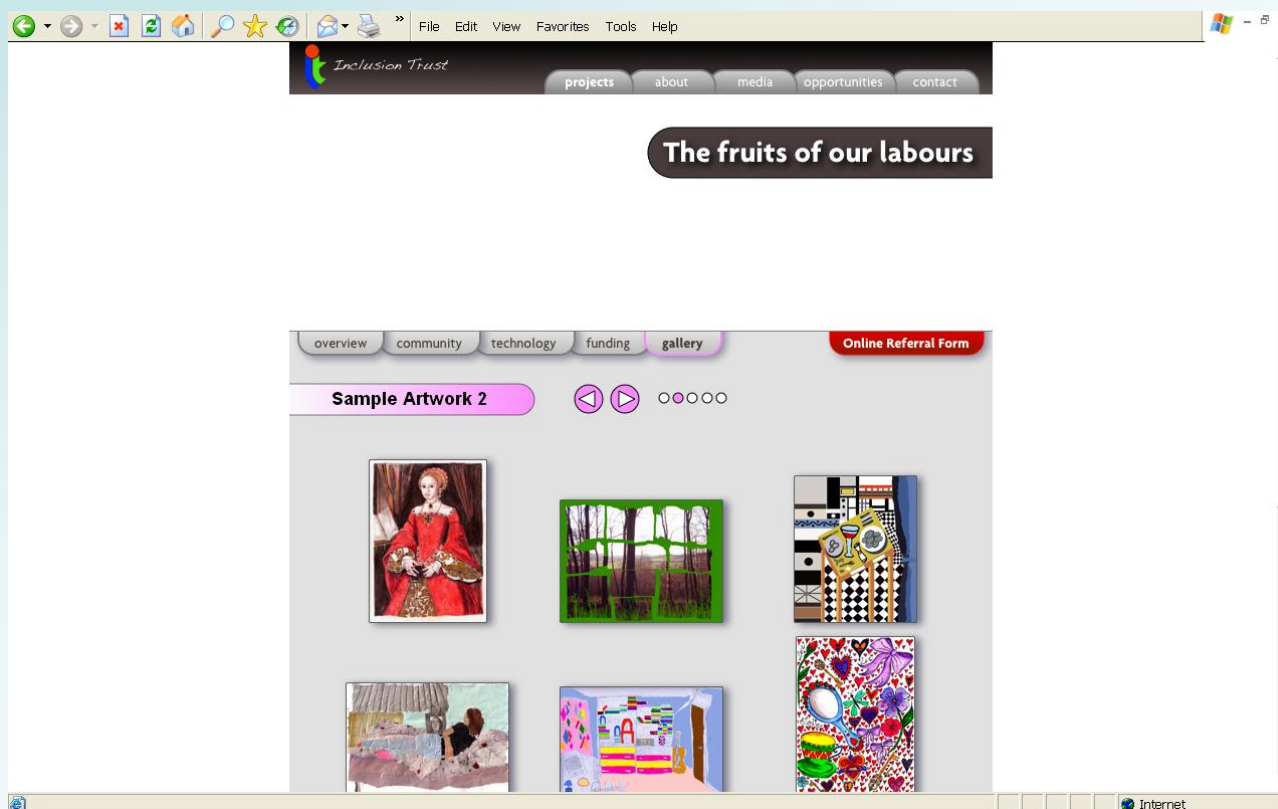 » File Edit View Favorites Tools Help
Inclusion Trust
projects about media opportunities contact
The fruits of our labours
overview community technology funding gallery Online Referral Form
Sample Artwork 2
Internet